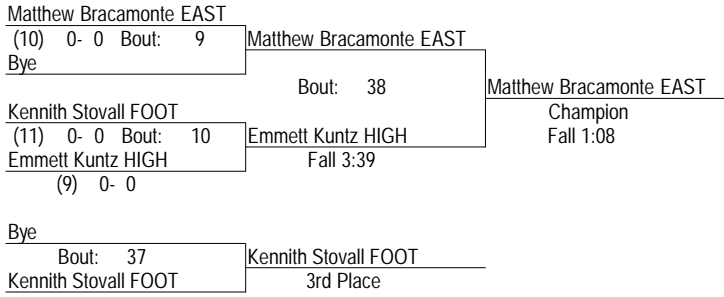 Matthew Bracamonte EAST
(10) 0- 0 Bout: 9
Bye
Matthew Bracamonte EAST
Bout: 38
Kennith Stovall FOOT
(11) 0- 0 Bout: 10
Emmett Kuntz HIGH
(9) 0- 0
Emmett Kuntz HIGH
Fall 3:39
Matthew Bracamonte EAST
Champion
Fall 1:08
Bye
Bout: 37
Kennith Stovall FOOT
Kennith Stovall FOOT
3rd Place